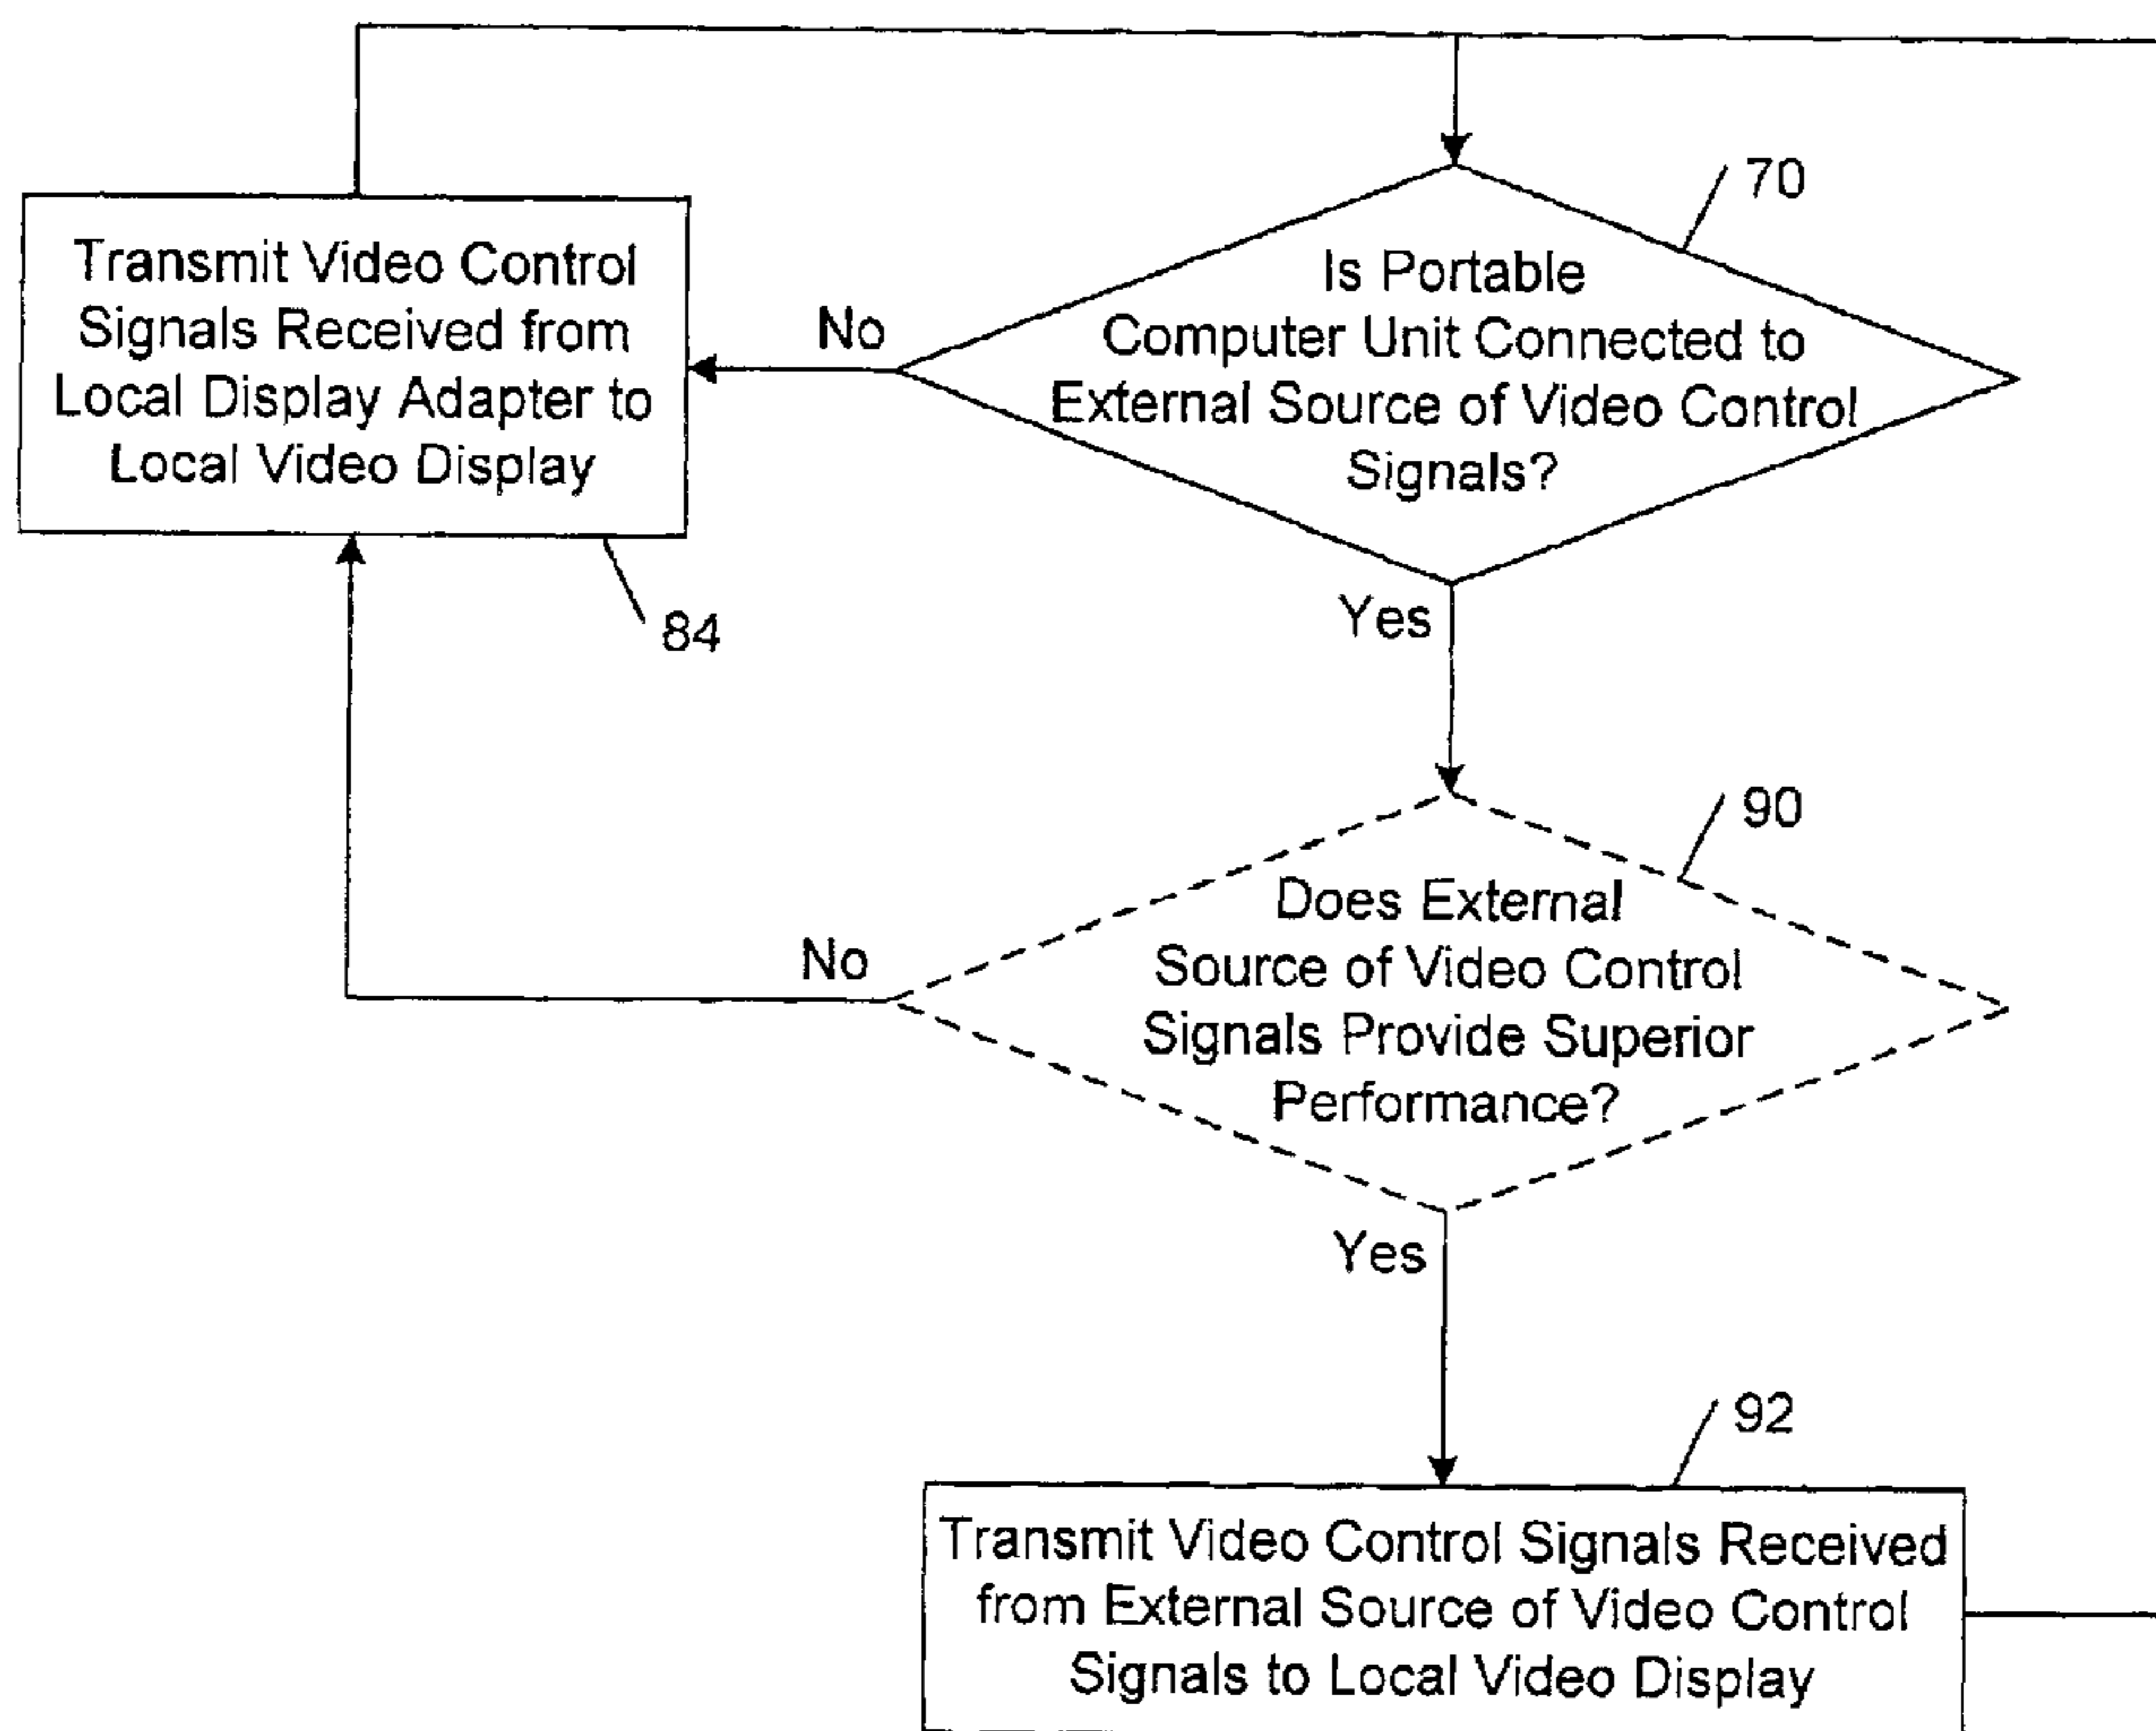 70
Is Portable
Computer Unit Connected to
External Source of Video Control
Signals?
No
Transmit Video Control
Signals Received from
Local Display Adapter to
Local Video Display
84
Yes
90
Does External
Source of Video Control
Signals Provide Superior
Performance?
No
Yes
92
Transmit Video Control Signals Received
from External Source of Video Control
Signals to Local Video Display